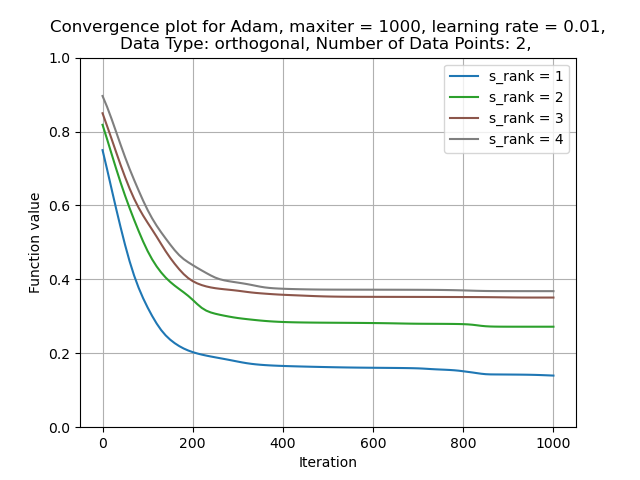 Convergence plot for Adam, maxiter = 1000, learning rate = 0.01,
Data Type: orthogonal, Number of Data Points: 2,
1.0
0.8
0.6
0.4
0.2
0.0
Function value
s_rank = 1
s_rank = 2
s_rank = 3
s_rank = 4
0 200 400 600 800 1000
Iteration